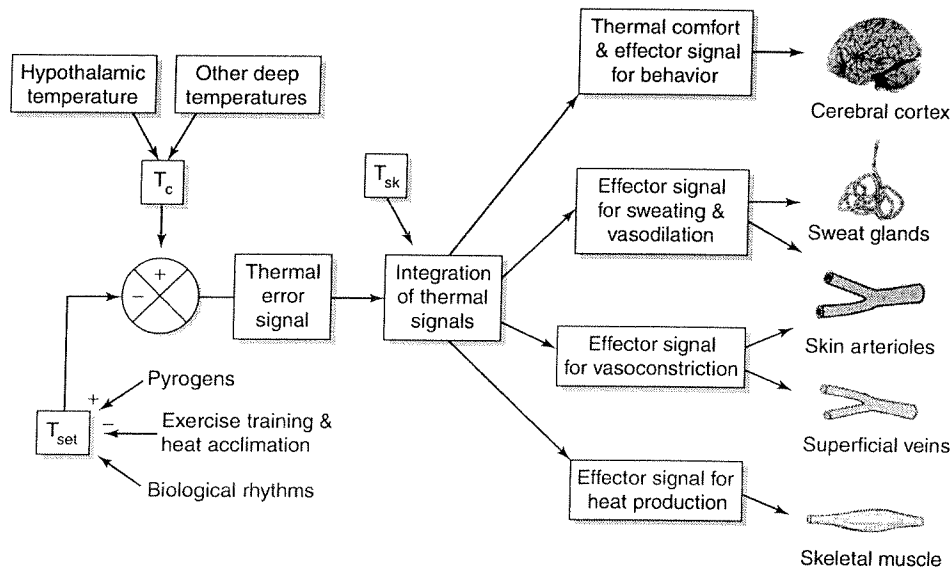 Hypothalamic
temperature
Other deep
temperatures
T_c
+
−
Thermal
error
signal
T_sk
Integration
of thermal
signals
T_set
+
−
Pyrogens
Exercise training &
heat acclimation
Biological rhythms
Thermal comfort
& effector signal
for behavior
Cerebral cortex
Effector signal
for sweating &
vasodilation
Sweat glands
Skin arterioles
Effector signal
for vasoconstriction
Superficial veins
Effector signal for
heat production
Skeletal muscle